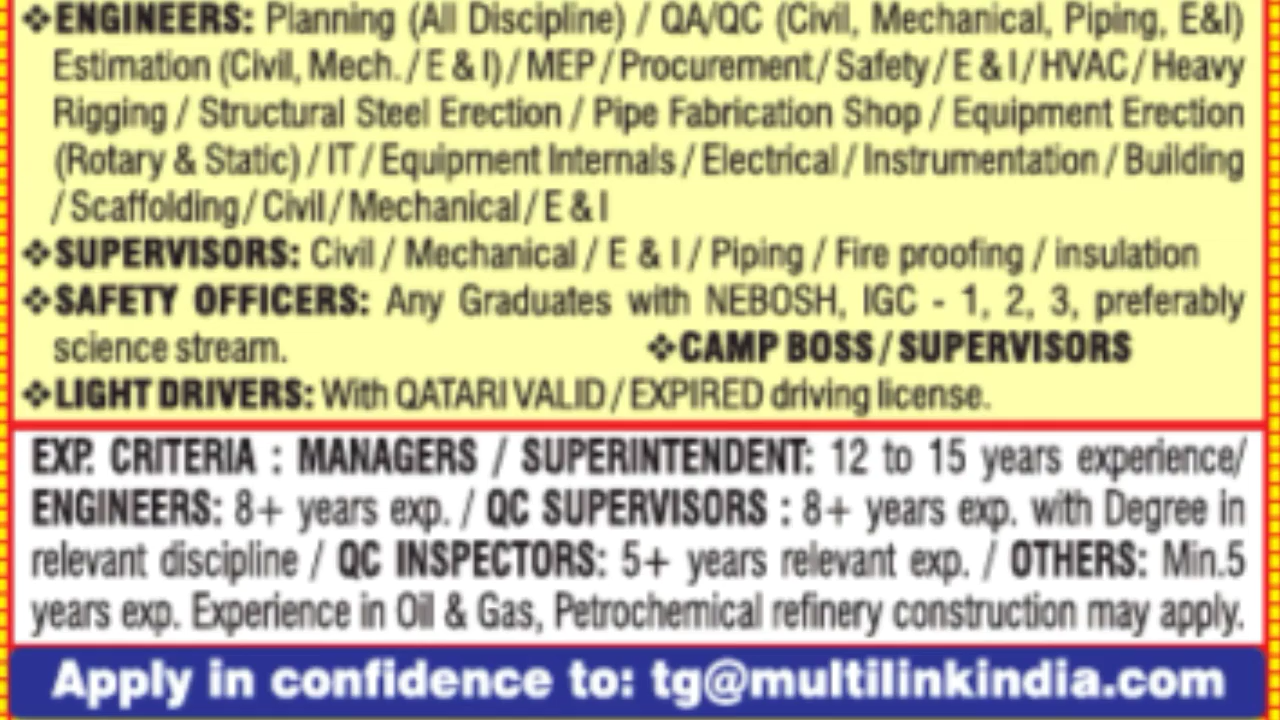 ❖ENGINEERS: Planning (All Discipline) / QA/QC (Civil, Mechanical, Piping, E&I)
Estimation (Civil, Mech. / E & I) / MEP / Procurement / Safety / E & I / HVAC / Heavy
Rigging / Structural Steel Erection / Pipe Fabrication Shop / Equipment Erection
(Rotary & Static) / IT / Equipment Internals / Electrical / Instrumentation / Building
/ Scaffolding / Civil / Mechanical / E & I
❖SUPERVISORS: Civil / Mechanical / E & I / Piping / Fire proofing / insulation
❖SAFETY OFFICERS: Any Graduates with NEBOSH, IGC - 1, 2, 3, preferably
science stream. ❖CAMP BOSS / SUPERVISORS
❖LIGHT DRIVERS: With QATARI VALID / EXPIRED driving license.
EXP. CRITERIA : MANAGERS / SUPERINTENDENT: 12 to 15 years experience/
ENGINEERS: 8+ years exp. / QC SUPERVISORS : 8+ years exp. with Degree in
relevant discipline / QC INSPECTORS: 5+ years relevant exp. / OTHERS: Min.5
years exp. Experience in Oil & Gas, Petrochemical refinery construction may apply.
Apply in confidence to: tg@multilinkindia.com